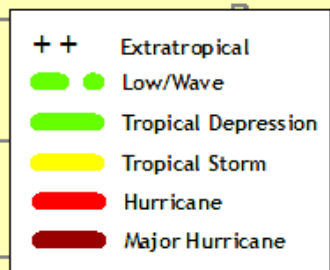 ++ Extratropical
Low/Wave
Tropical Depression
Tropical Storm
Hurricane
Major Hurricane